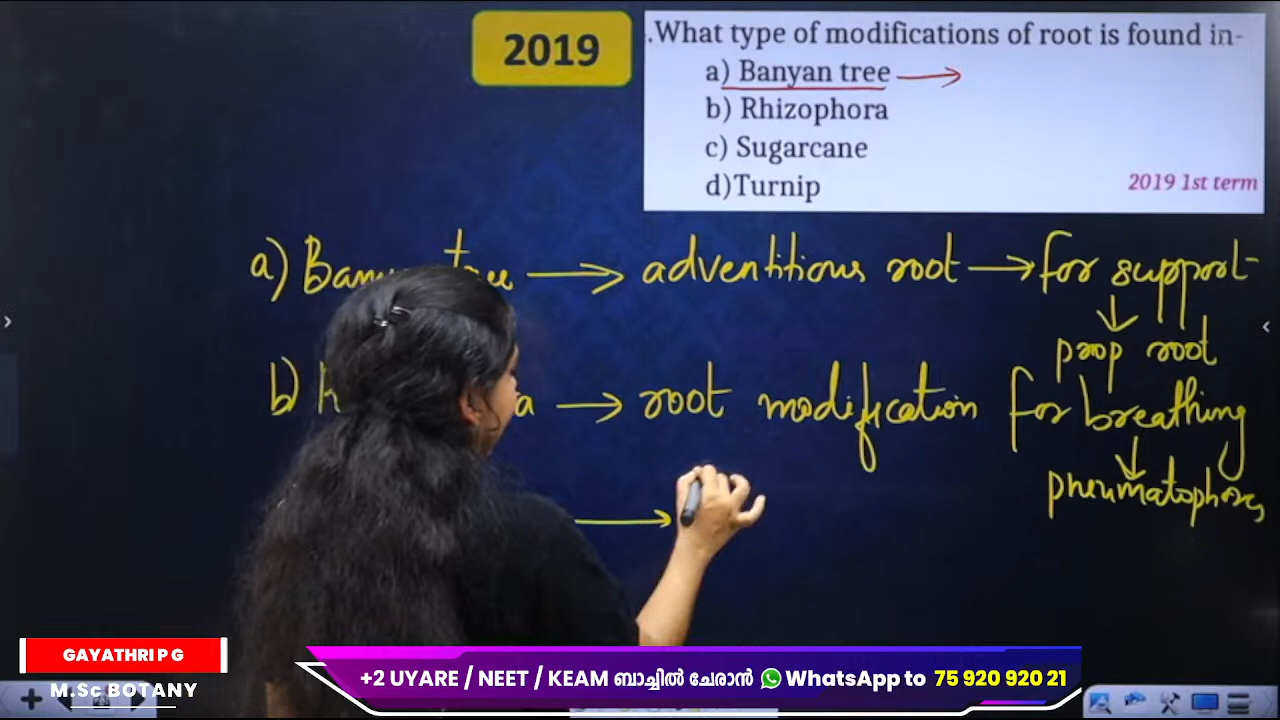 2019
.What type of modifications of root is found in-
a) Banyan tree
b) Rhizophora
c) Sugarcane
d)Turnip
2019 1st term
a) adventitious root for support
prop root
b) root modification for breathing
pneumatophores
GAYATHRI P G
M.Sc BOTANY
+2 UYARE / NEET / KEAM ബാച്ചിൽ ചേരാൻ WhatsApp to 75 920 920 21